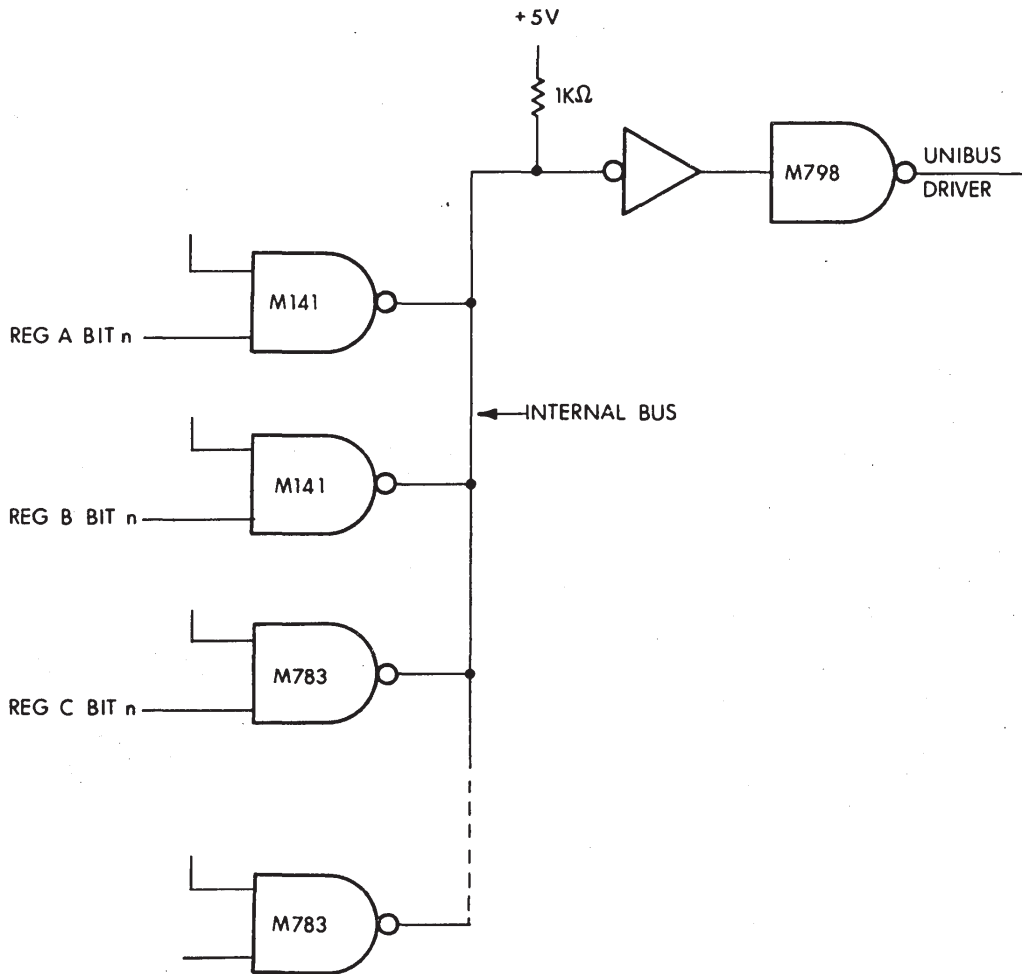 +5V
1KΩ
M798
UNIBUS
DRIVER
M141
REG A BIT n
INTERNAL BUS
M141
REG B BIT n
M783
REG C BIT n
M783